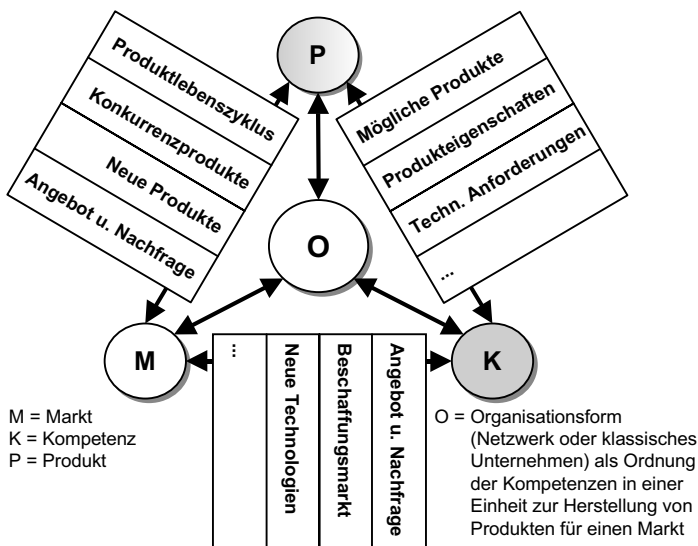 P
Produktlebenszyklus
Konkurrenzprodukte
Neue Produkte
Angebot u. Nachfrage
Mögliche Produkte
Produkteigenschaften
Techn. Anforderungen
...
O
M
K
...
Neue Technologien
Beschaffungsmarkt
Angebot u. Nachfrage
M = Markt
K = Kompetenz
P = Produkt
O = Organisationsform
(Netzwerk oder klassisches
Unternehmen) als Ordnung
der Kompetenzen in einer
Einheit zur Herstellung von
Produkten für einen Markt